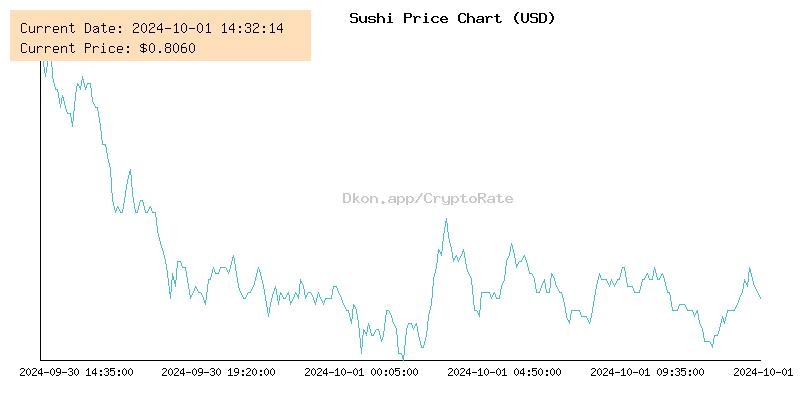 Sushi Price Chart (USD)
Current Date: 2024-10-01 14:32:14
Current Price: $0.8060
Dkon.app/CryptoRate
2024-09-30 14:35:00 2024-09-30 19:20:00 2024-10-01 00:05:00 2024-10-01 04:50:00 2024-10-01 09:35:00 2024-10-01